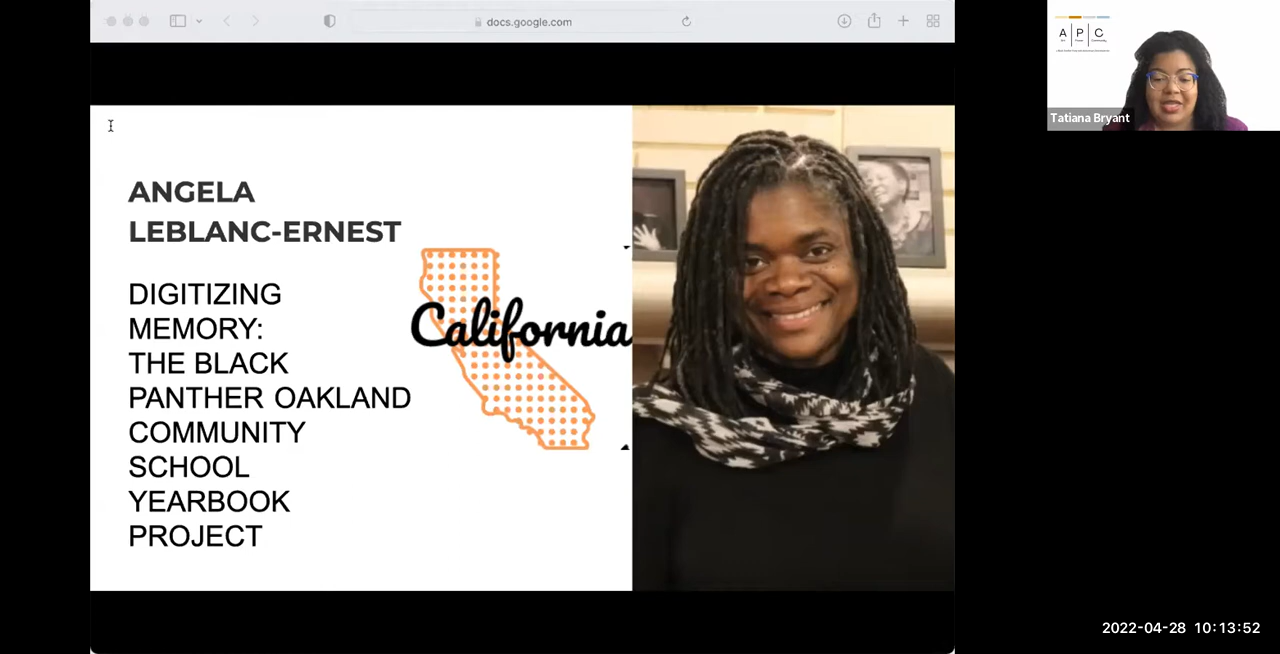 docs.google.com
ANGELA
LEBLANC-ERNEST
DIGITIZING
MEMORY:
THE BLACK
PANTHER OAKLAND
COMMUNITY
SCHOOL
YEARBOOK
PROJECT
California
A P C
Tatiana Bryant
2022-04-28 10:13:52